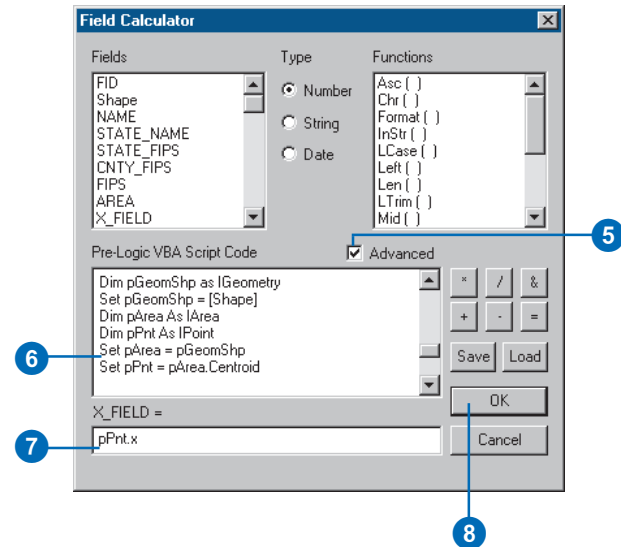 Field Calculator
Fields
Type
Functions
FID
Shape
NAME
STATE_NAME
STATE_FIPS
CNTY_FIPS
FIPS
AREA
X_FIELD
Number
String
Date
Asc ( )
Chr ( )
Format ( )
InStr ( )
LCase ( )
Left ( )
Len ( )
LTrim ( )
Mid ( )
5
Pre-Logic VBA Script Code
Advanced
Dim pGeomShp as IGeometry
Set pGeomShp = [Shape]
Dim pArea As IArea
Dim pPnt As IPoint
Set pArea = pGeomShp
Set pPnt = pArea.Centroid
* / &
+ - =
Save Load
6
OK
X_FIELD =
7
pPnt.x
Cancel
8